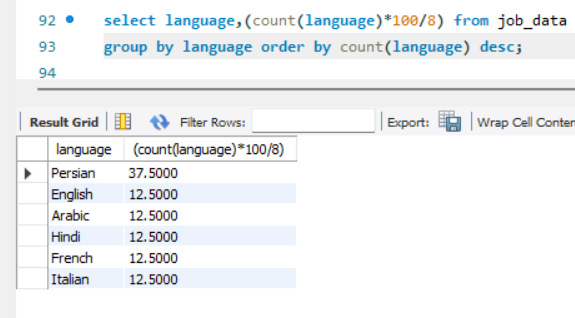 92 select language,(count(language)*100/8) from job_data
93 group by language order by count(language) desc;
94
Result Grid Filter Rows: Export: Wrap Cell Conten
language (count(language)*100/8)
Persian 37.5000
English 12.5000
Arabic 12.5000
Hindi 12.5000
French 12.5000
Italian 12.5000